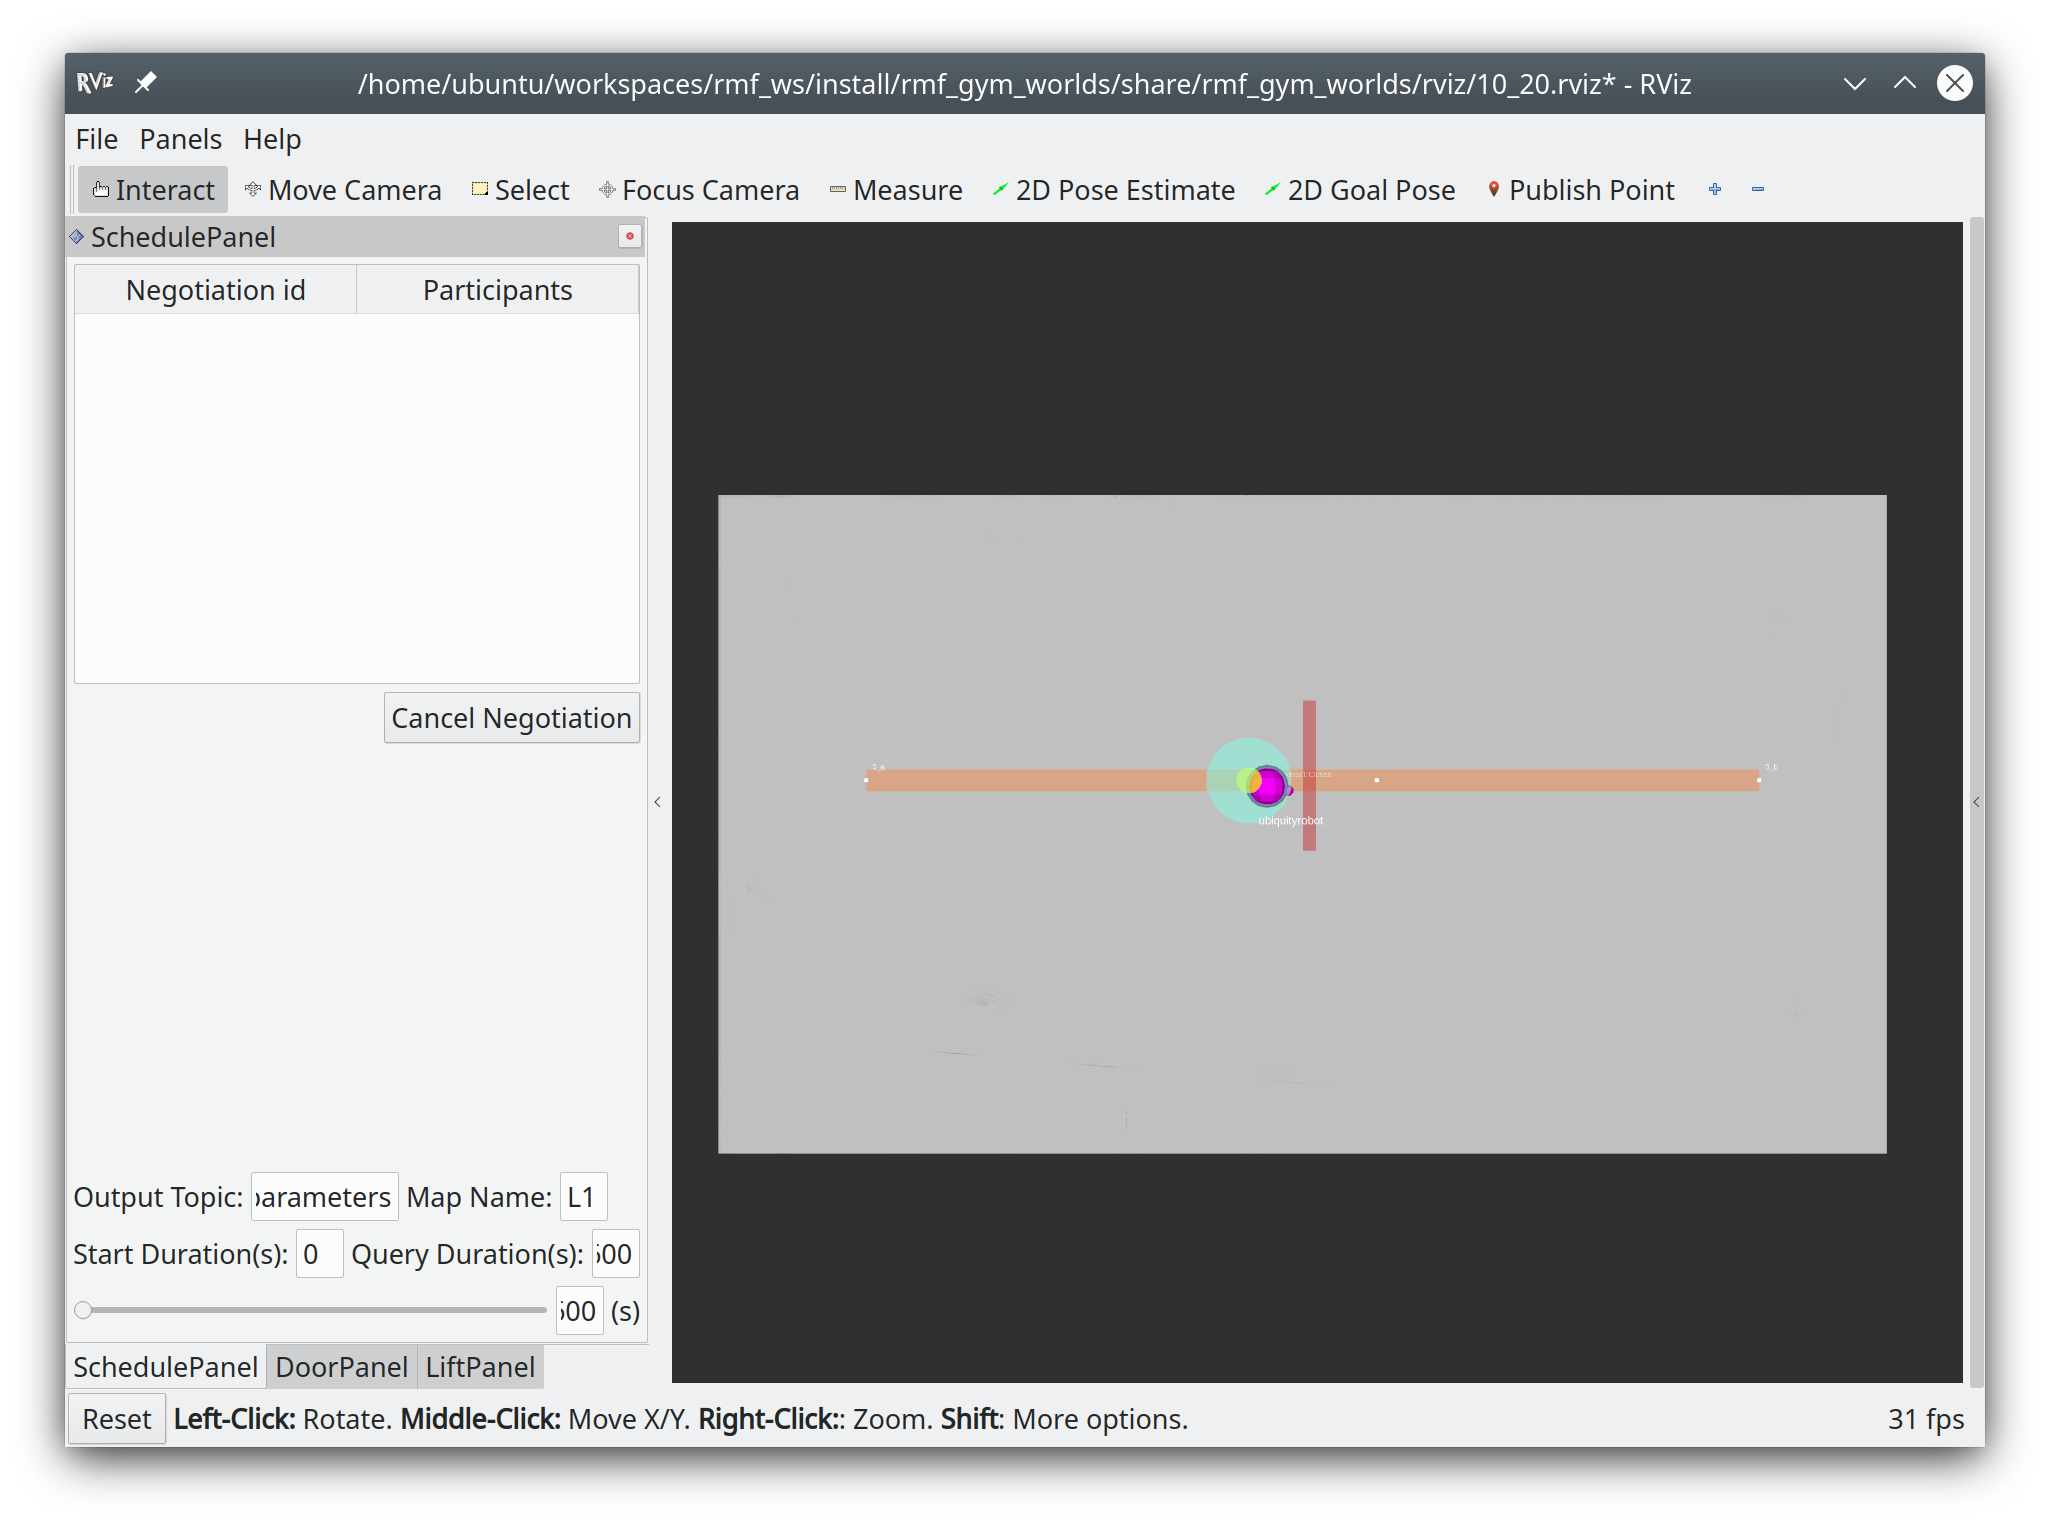 RViz /home/ubuntu/workspaces/rmf_ws/install/rmf_gym_worlds/share/rmf_gym_worlds/rviz/10_20.rviz* - RViz
File Panels Help
Interact Move Camera Select Focus Camera Measure 2D Pose Estimate 2D Goal Pose Publish Point
SchedulePanel
Negotiation id Participants
Cancel Negotiation
ubiquityrobot
Output Topic: parameters Map Name: L1
Start Duration(s): 0 Query Duration(s): 600
600 (s)
SchedulePanel DoorPanel LiftPanel
Reset Left-Click: Rotate. Middle-Click: Move X/Y. Right-Click:: Zoom. Shift: More options. 31 fps